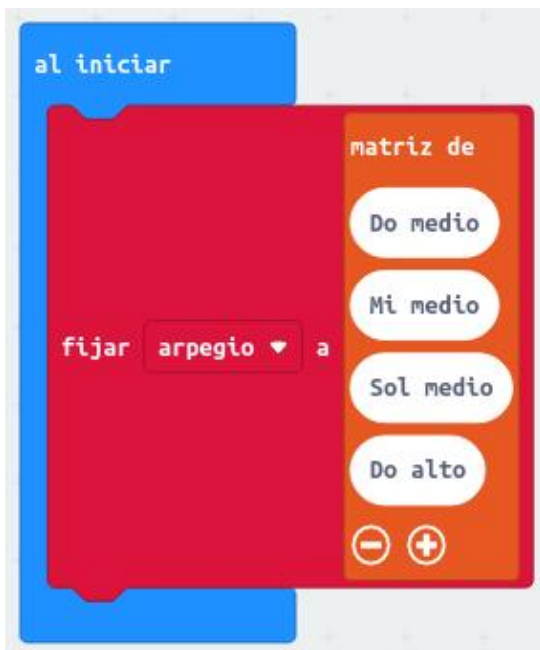 al iniciar
matriz de
Do medio
Mi medio
fijar arpegio a
Sol medio
Do alto